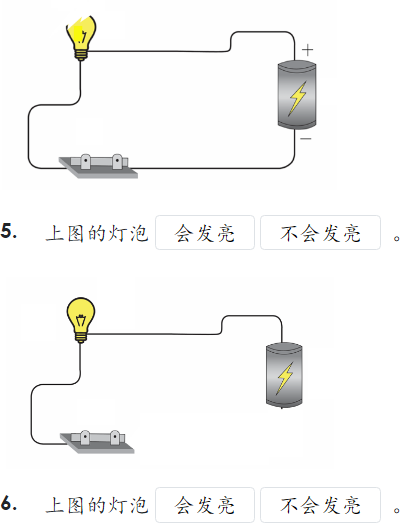 +
−
5. 上图的灯泡 会发亮 不会发亮 。
6. 上图的灯泡 会发亮 不会发亮 。